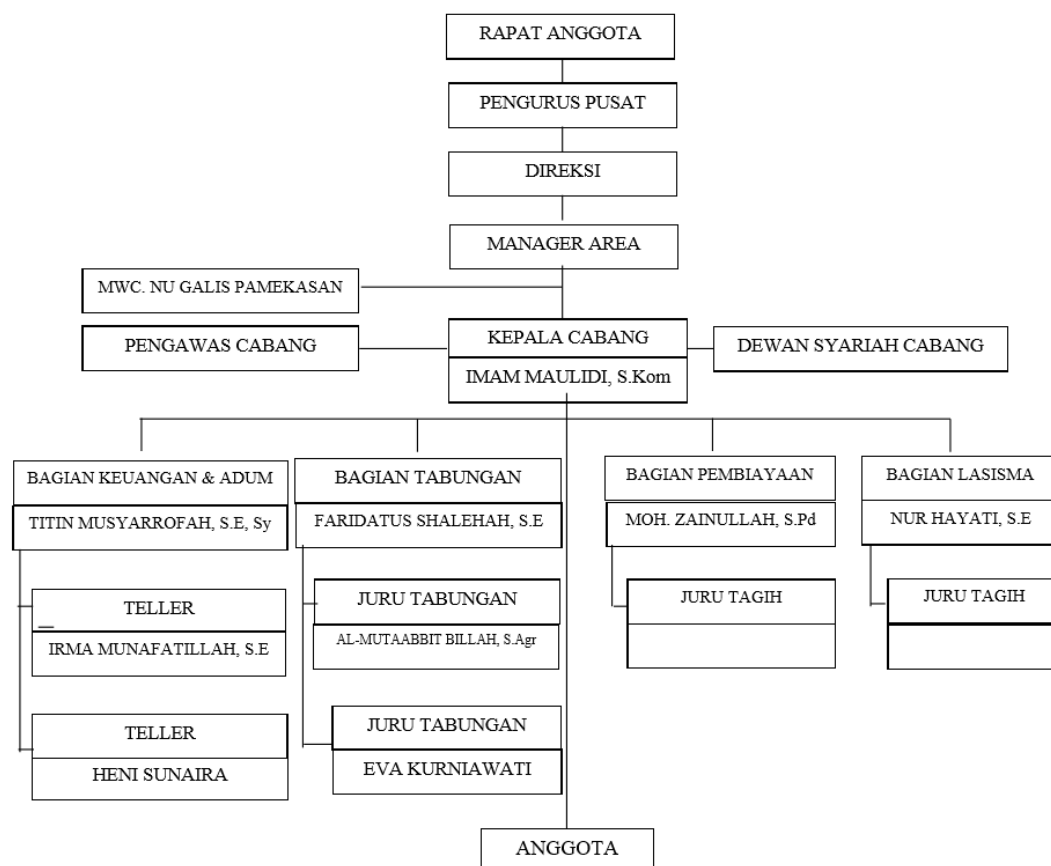 RAPAT ANGGOTA
PENGURUS PUSAT
DIREKSI
MANAGER AREA
MWC. NU GALIS PAMEKASAN
PENGAWAS CABANG
KEPALA CABANG
IMAM MAULIDI, S.Kom
DEWAN SYARIAH CABANG
BAGIAN KEUANGAN & ADUM
TITIN MUSYARROFAH, S.E, Sy
TELLER
IRMA MUNAFATILLAH, S.E
TELLER
HENI SUNAIRA
BAGIAN TABUNGAN
FARIDATUS SHALEHAH, S.E
JURU TABUNGAN
AL-MUTAABBIT BILLAH, S.Agr
JURU TABUNGAN
EVA KURNIAWATI
BAGIAN PEMBIAYAAN
MOH. ZAINULLAH, S.Pd
JURU TAGIH
BAGIAN LASISMA
NUR HAYATI, S.E
JURU TAGIH
ANGGOTA